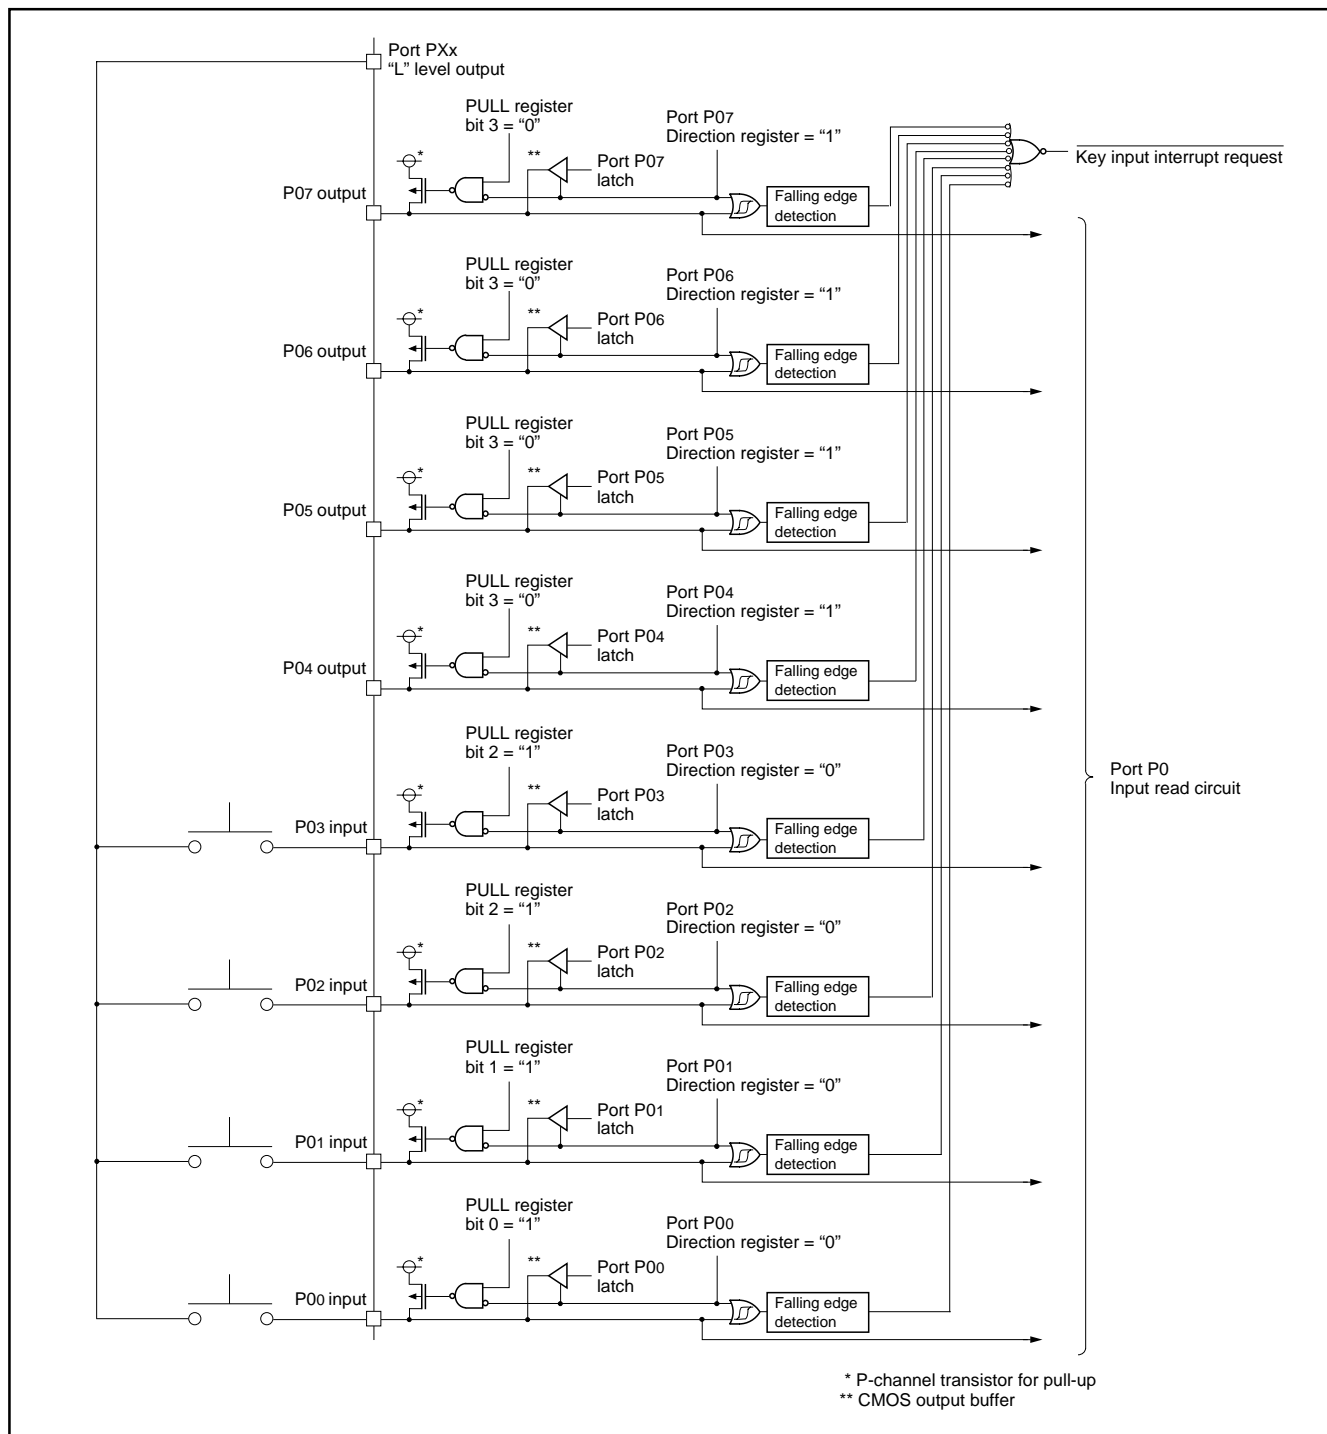 Port PXx
“L” level output
PULL register
bit 3 = “0”
Port P07
Direction register = “1”
*
**
Port P07
latch
P07 output
Falling edge
detection
Key input interrupt request
PULL register
bit 3 = “0”
Port P06
Direction register = “1”
*
**
Port P06
latch
P06 output
Falling edge
detection
PULL register
bit 3 = “0”
Port P05
Direction register = “1”
*
**
Port P05
latch
P05 output
Falling edge
detection
PULL register
bit 3 = “0”
Port P04
Direction register = “1”
*
**
Port P04
latch
P04 output
Falling edge
detection
PULL register
bit 2 = “1”
Port P03
Direction register = “0”
*
**
Port P03
latch
P03 input
Falling edge
detection
Port P0
Input read circuit
PULL register
bit 2 = “1”
Port P02
Direction register = “0”
*
**
Port P02
latch
P02 input
Falling edge
detection
PULL register
bit 1 = “1”
Port P01
Direction register = “0”
*
**
Port P01
latch
P01 input
Falling edge
detection
PULL register
bit 0 = “1”
Port P00
Direction register = “0”
*
**
Port P00
latch
P00 input
Falling edge
detection
* P-channel transistor for pull-up
** CMOS output buffer